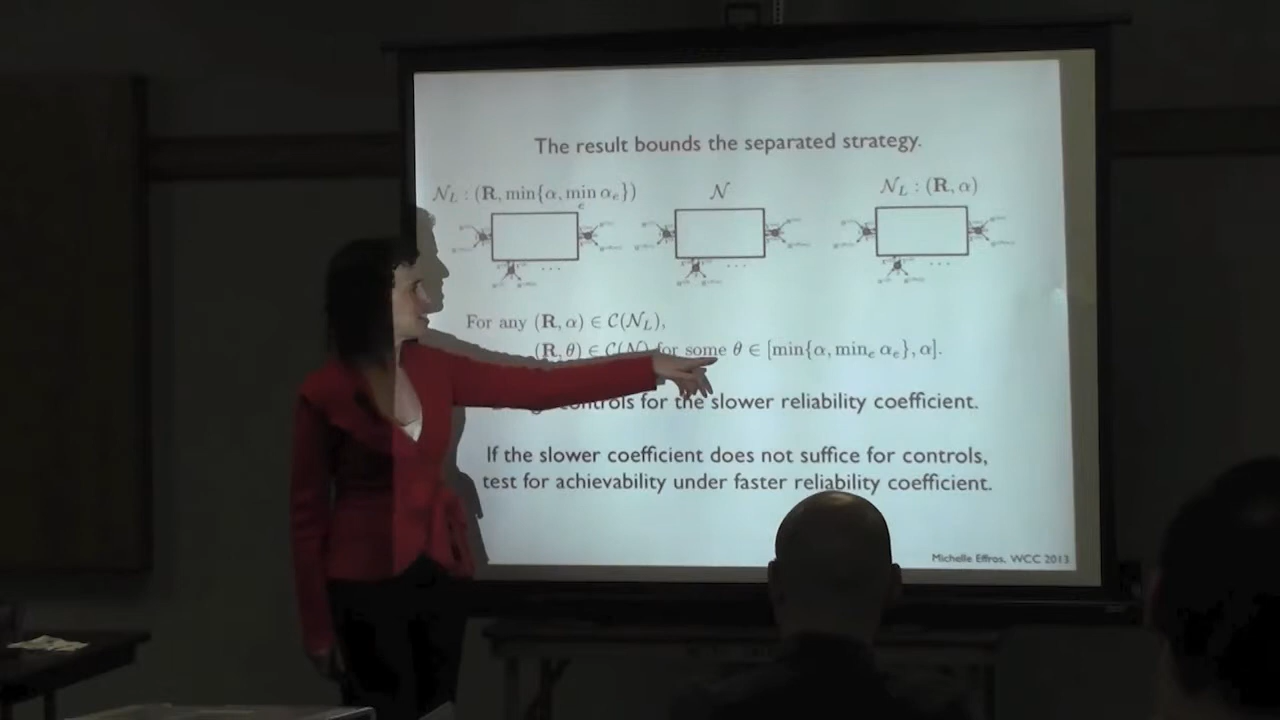 The result bounds the separated strategy.
𝒩_L : (R, min{α, min_e α_e})
𝒩
𝒩_L : (R, α)
For any (R, α) ∈ 𝒞(𝒩_L),
(R, θ) ∈ 𝒞(𝒩) for some θ ∈ [min{α, min_e α_e}, α].
controls for the slower reliability coefficient.
If the slower coefficient does not suffice for controls,
test for achievability under faster reliability coefficient.
Michelle Effros, WCC 2013